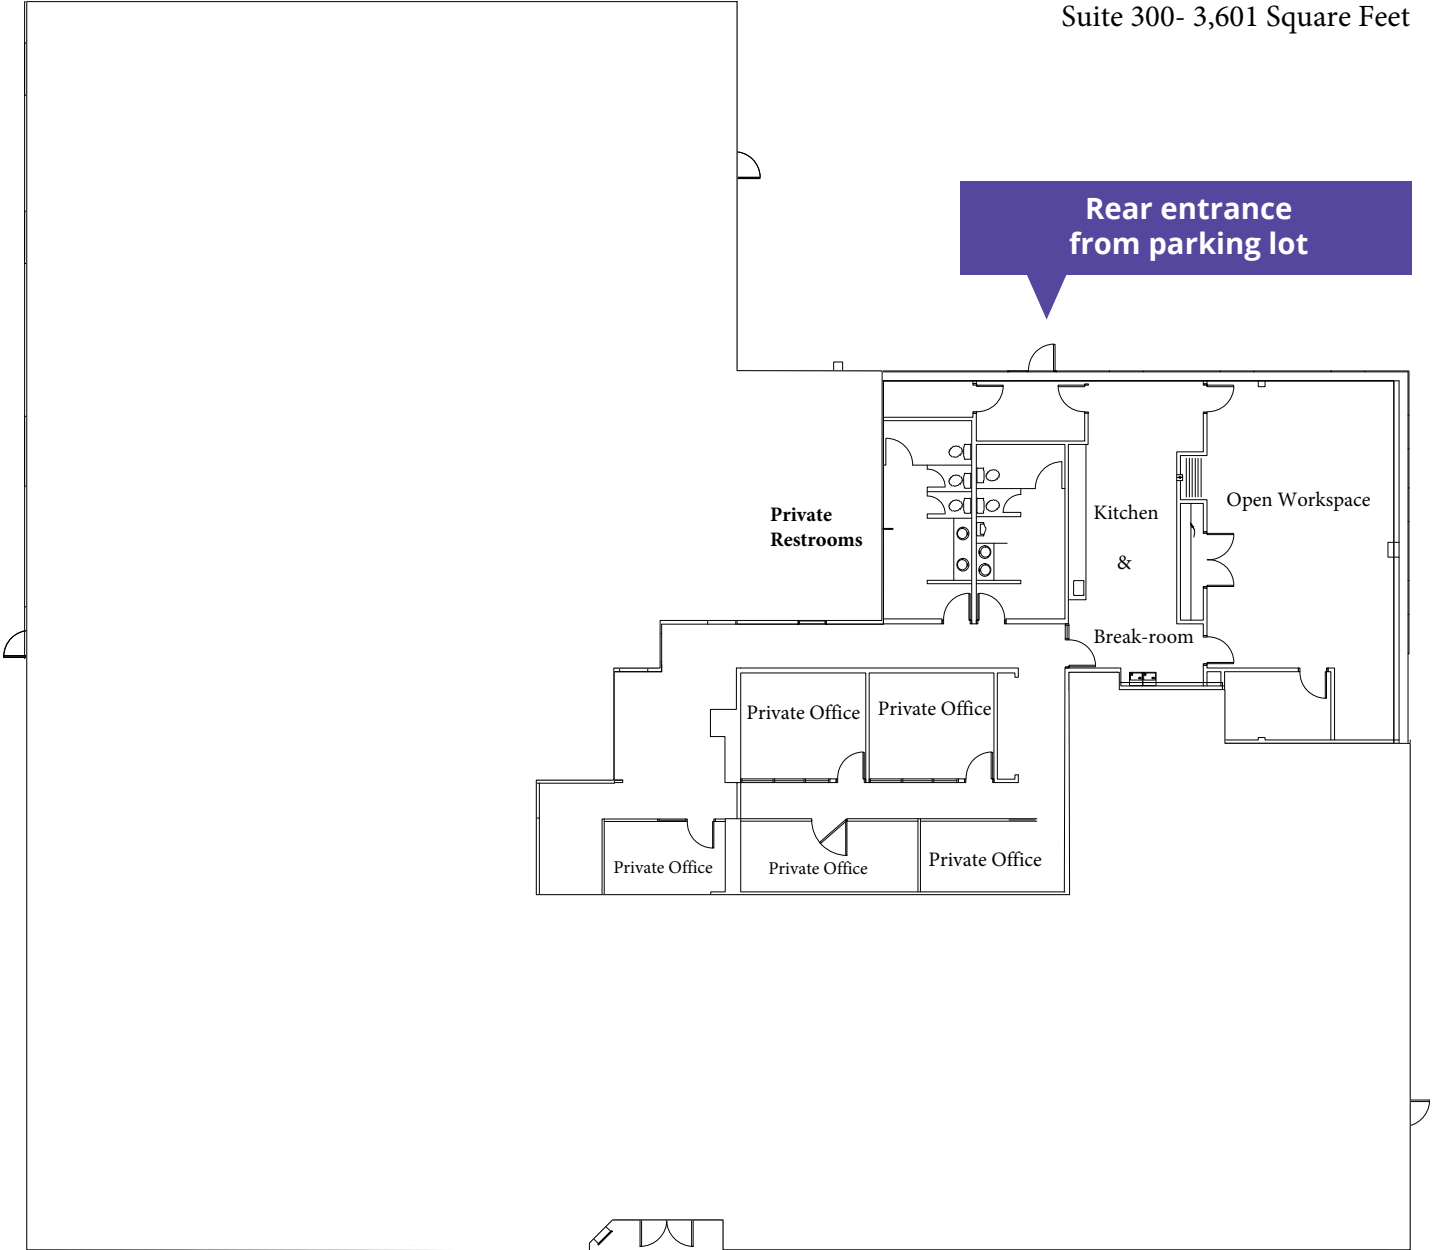 Suite 300- 3,601 Square Feet
Rear entrance
from parking lot
Private
Restrooms
Kitchen
&
Break-room
Open Workspace
Private Office
Private Office
Private Office
Private Office
Private Office